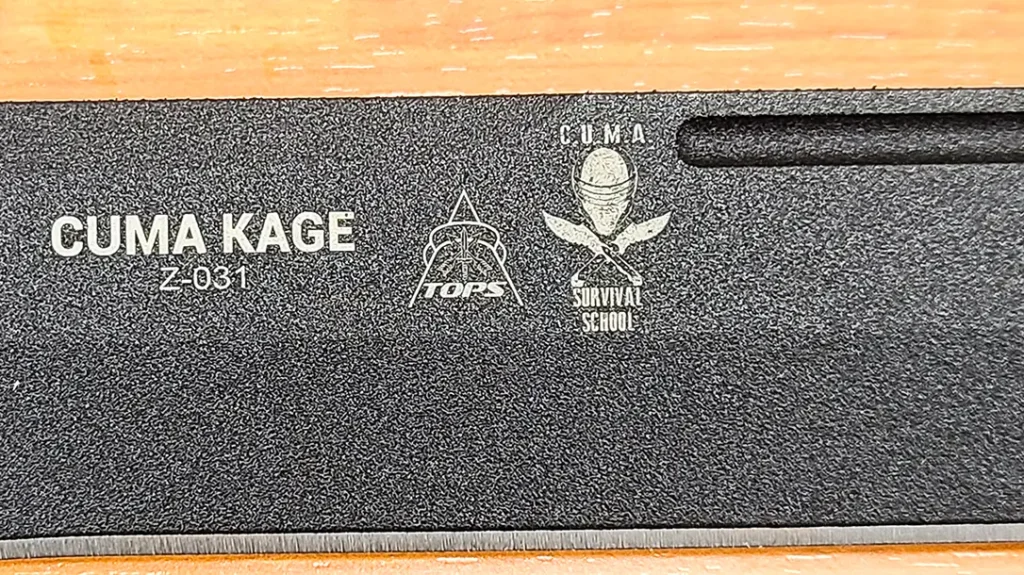 CUMA KAGE
Z-031
TOPS
CUMA
SURVIVAL
SCHOOL